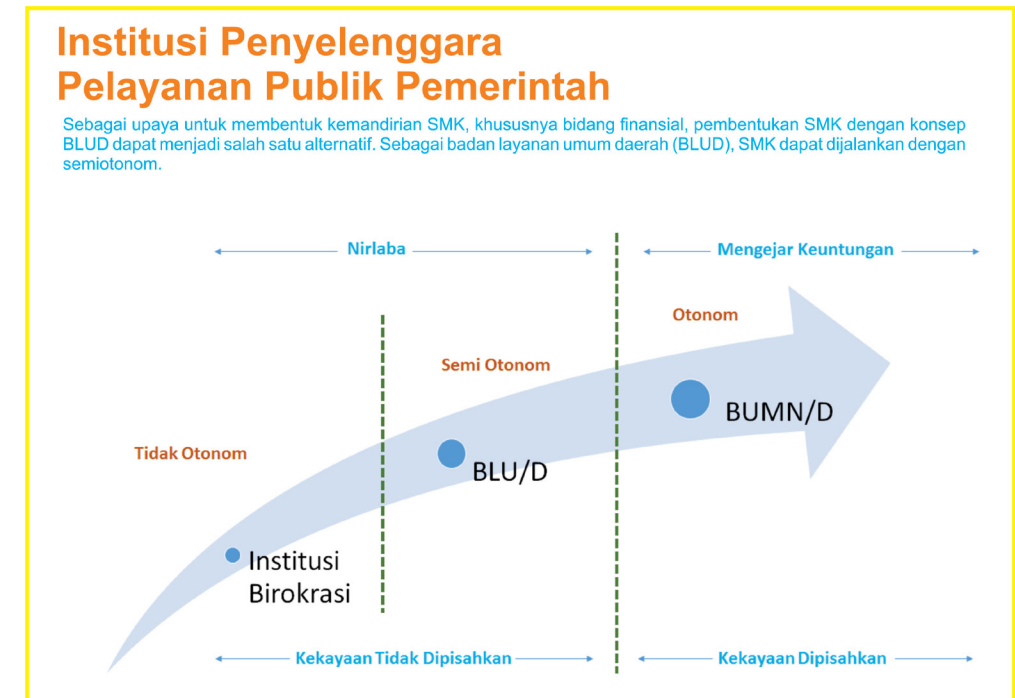 Institusi Penyelenggara
Pelayanan Publik Pemerintah
Sebagai upaya untuk membentuk kemandirian SMK, khususnya bidang finansial, pembentukan SMK dengan konsep
BLUD dapat menjadi salah satu alternatif. Sebagai badan layanan umum daerah (BLUD), SMK dapat dijalankan dengan
semiotonom.
Nirlaba
Mengejar Keuntungan
Otonom
Semi Otonom
BUMN/D
Tidak Otonom
BLU/D
Institusi
Birokrasi
Kekayaan Tidak Dipisahkan
Kekayaan Dipisahkan